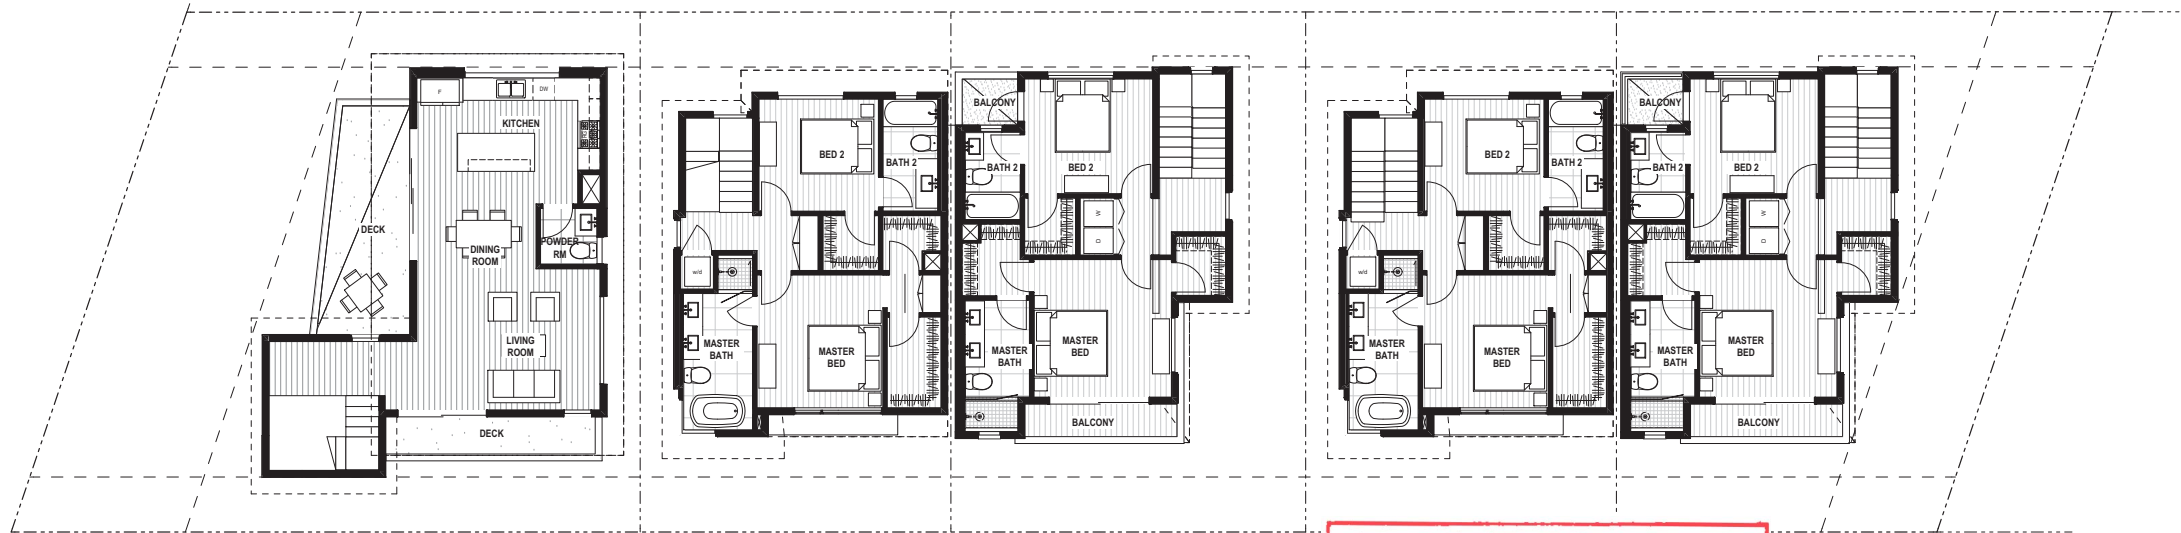 F
DW
KITCHEN
DECK
DINING
ROOM
POWDER
RM
LIVING
ROOM
DECK
BED 2
BATH 2
w/d
MASTER
BATH
MASTER
BED
BALCONY
BATH 2
BED 2
W
D
MASTER
BATH
MASTER
BED
BALCONY
BED 2
BATH 2
w/d
MASTER
BATH
MASTER
BED
BALCONY
BATH 2
BED 2
W
D
MASTER
BATH
MASTER
BED
BALCONY